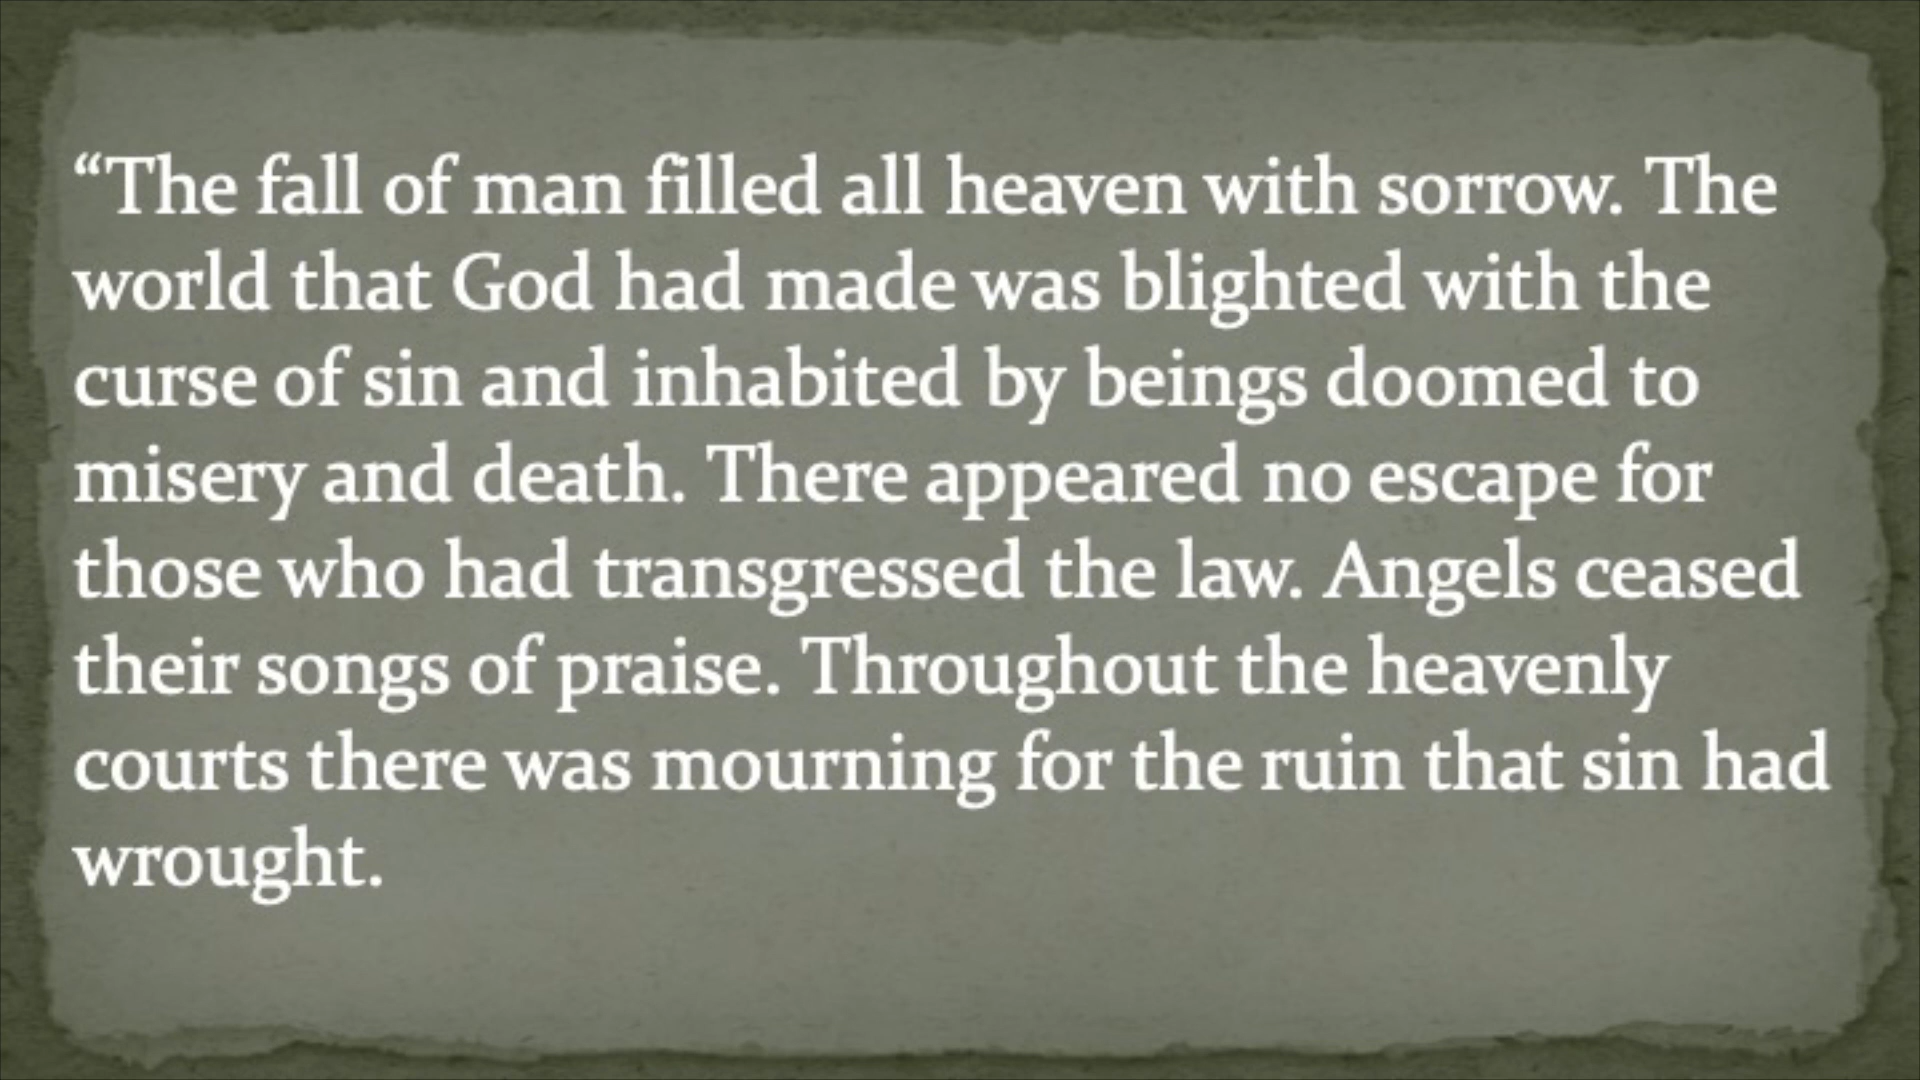 “The fall of man filled all heaven with sorrow. The
world that God had made was blighted with the
curse of sin and inhabited by beings doomed to
misery and death. There appeared no escape for
those who had transgressed the law. Angels ceased
their songs of praise. Throughout the heavenly
courts there was mourning for the ruin that sin had
wrought.